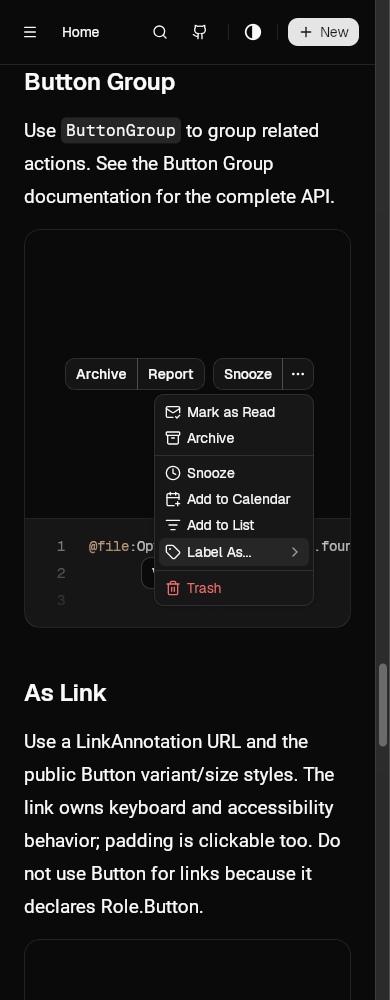 Home
New
Button Group
Use ButtonGroup to group related
actions. See the Button Group
documentation for the complete API.
Archive
Report
Snooze
Mark as Read
Archive
Snooze
Add to Calendar
Add to List
Label As...
Trash
1 @file:Op
.four
2
3
As Link
Use a LinkAnnotation URL and the
public Button variant/size styles. The
link owns keyboard and accessibility
behavior; padding is clickable too. Do
not use Button for links because it
declares Role.Button.